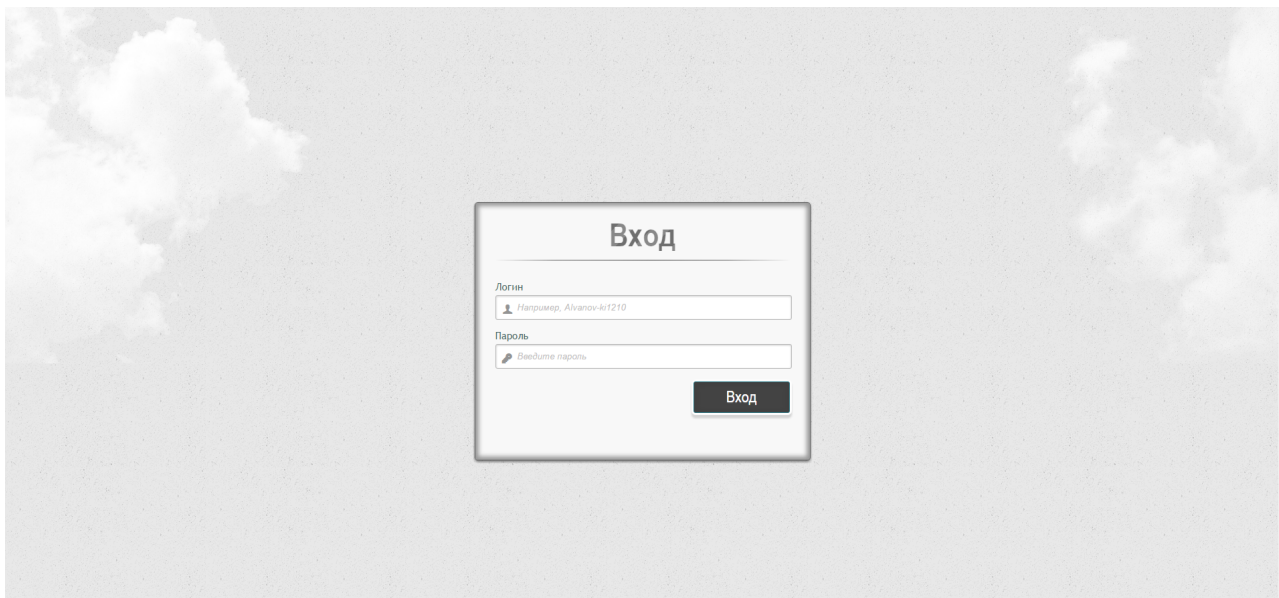 Вход
Логин
Например, AIvanov-ki1210
Пароль
Введите пароль
Вход